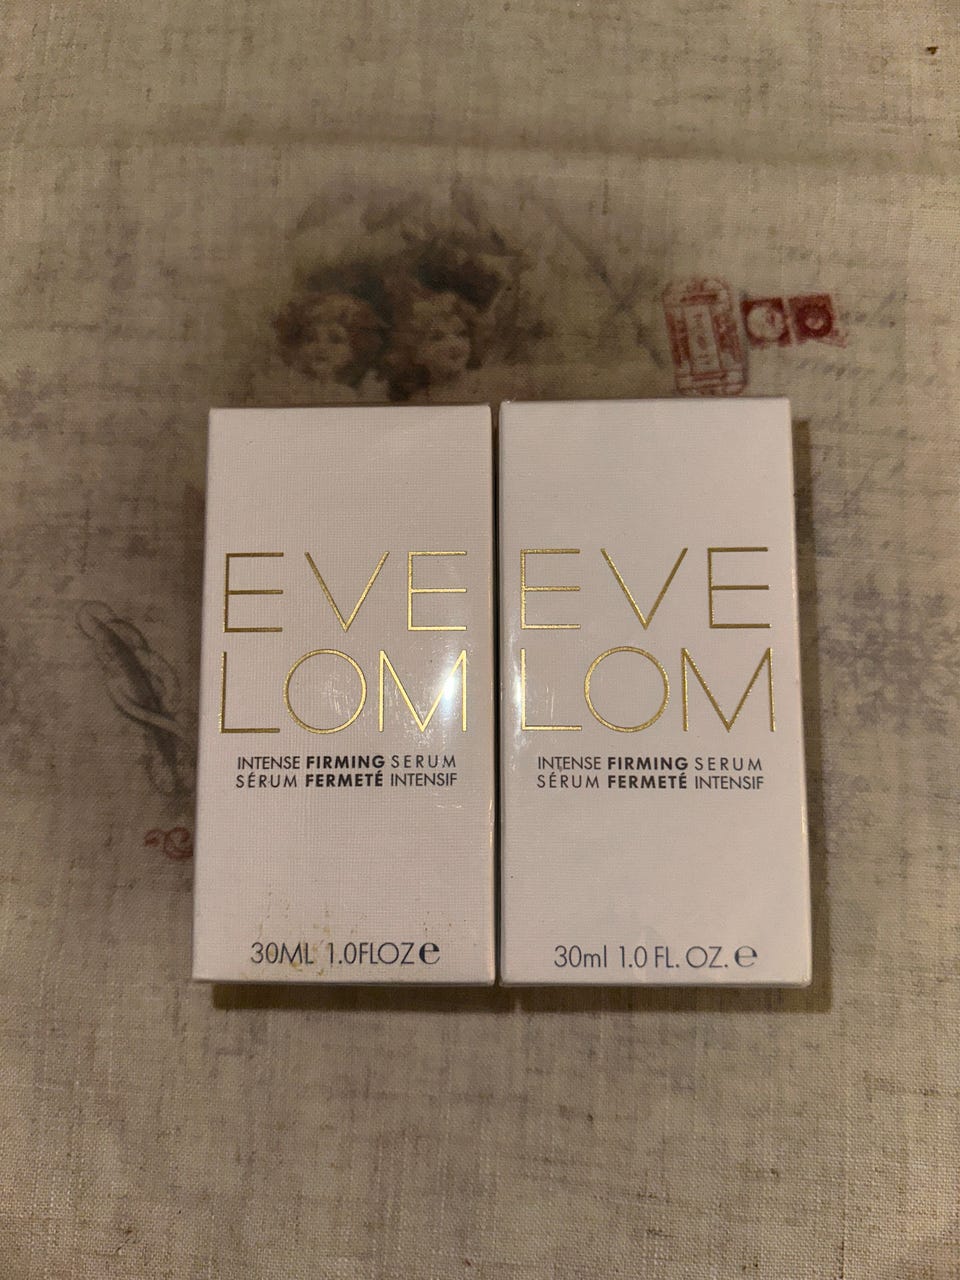 EVE
LOM
INTENSE FIRMING SERUM
SÉRUM FERMETÉ INTENSIF
30ML 1.0FLOZ℮
EVE
LOM
INTENSE FIRMING SERUM
SÉRUM FERMETÉ INTENSIF
30ml 1.0 FL. OZ. ℮